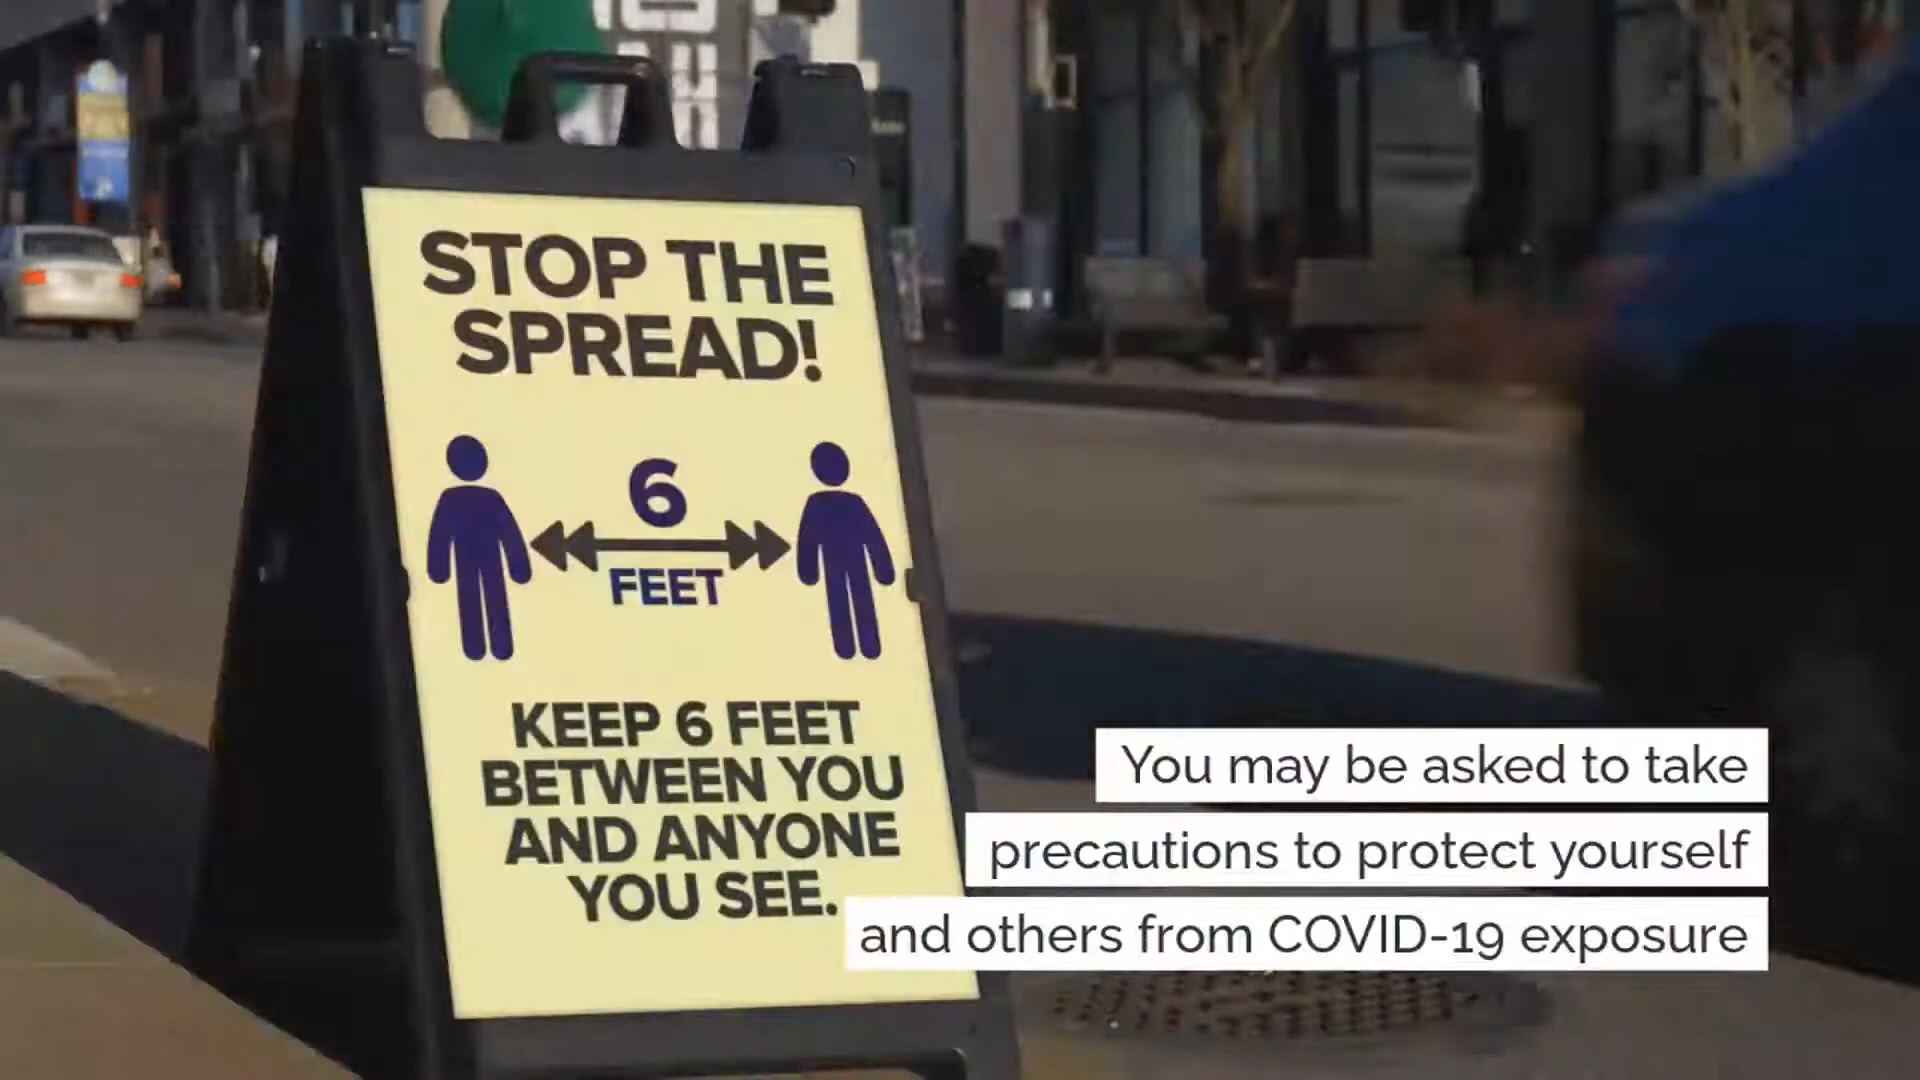 STOP THE
SPREAD!
6
FEET
KEEP 6 FEET
BETWEEN YOU
AND ANYONE
YOU SEE.
You may be asked to take
precautions to protect yourself
and others from COVID-19 exposure